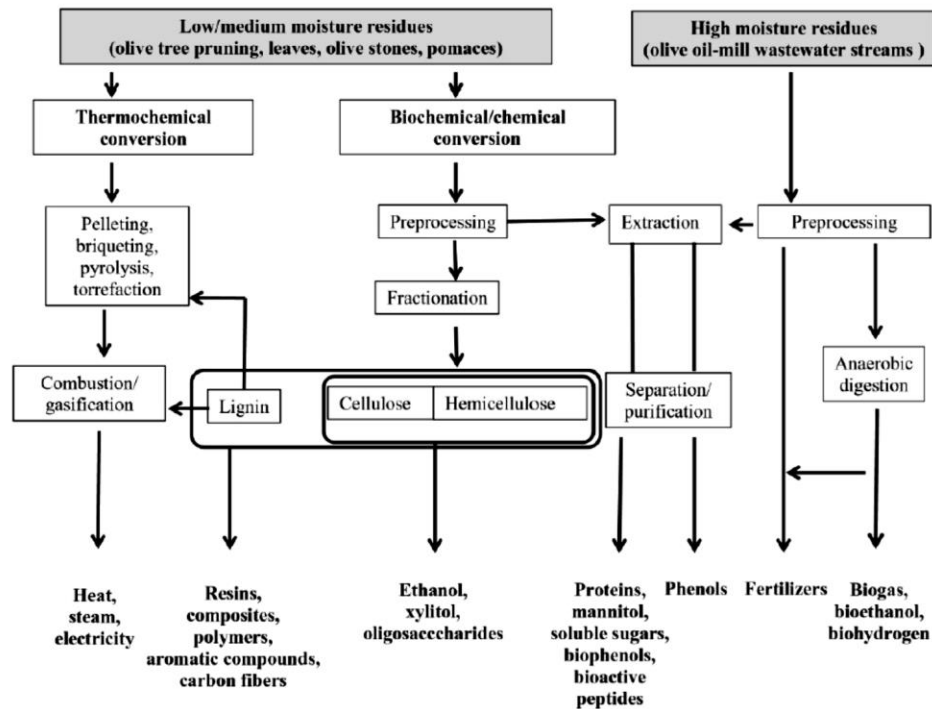 Low/medium moisture residues
(olive tree pruning, leaves, olive stones, pomaces)
High moisture residues
(olive oil-mill wastewater streams )
Thermochemical
conversion
Biochemical/chemical
conversion
Pelleting,
briqueting,
pyrolysis,
torrefaction
Preprocessing
Extraction
Preprocessing
Fractionation
Combustion/
gasification
Lignin
Cellulose
Hemicellulose
Separation/
purification
Anaerobic
digestion
Heat,
steam,
electricity
Resins,
composites,
polymers,
aromatic compounds,
carbon fibers
Ethanol,
xylitol,
oligosacccharides
Proteins,
mannitol,
soluble sugars,
biophenols,
bioactive
peptides
Phenols
Fertilizers
Biogas,
bioethanol,
biohydrogen